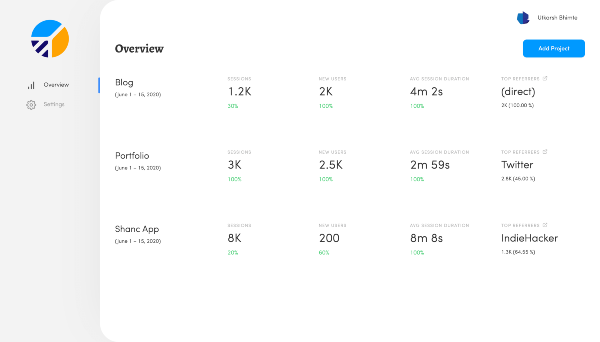 Utkarsh Bhimte
Overview
Add Project
Overview
Settings
Blog
(june 1 - 15, 2020)
SESSIONS
1.2K
30%
NEW USERS
2K
100%
AVG SESSION DURATION
4m 2s
100%
TOP REFERRERS
(direct)
2K (100.00 %)
Portfolio
(june 1 - 15, 2020)
SESSIONS
3K
100%
NEW USERS
2.5K
100%
AVG SESSION DURATION
2m 59s
100%
TOP REFERRERS
Twitter
2.8K (46.00 %)
Shanc App
(june 1 - 15, 2020)
SESSIONS
8K
20%
NEW USERS
200
60%
AVG SESSION DURATION
8m 8s
100%
TOP REFERRERS
IndieHacker
1.3K (64.55 %)